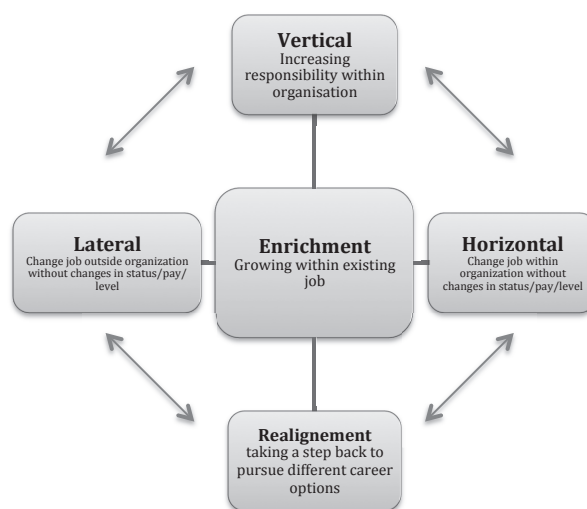 Vertical
Increasing
responsibility within
organisation
Lateral
Change job outside organization
without changes in status/pay/
level
Enrichment
Growing within existing
job
Horizontal
Change job within
organization without
changes in status/pay/level
Realignement
taking a step back to
pursue different career
options